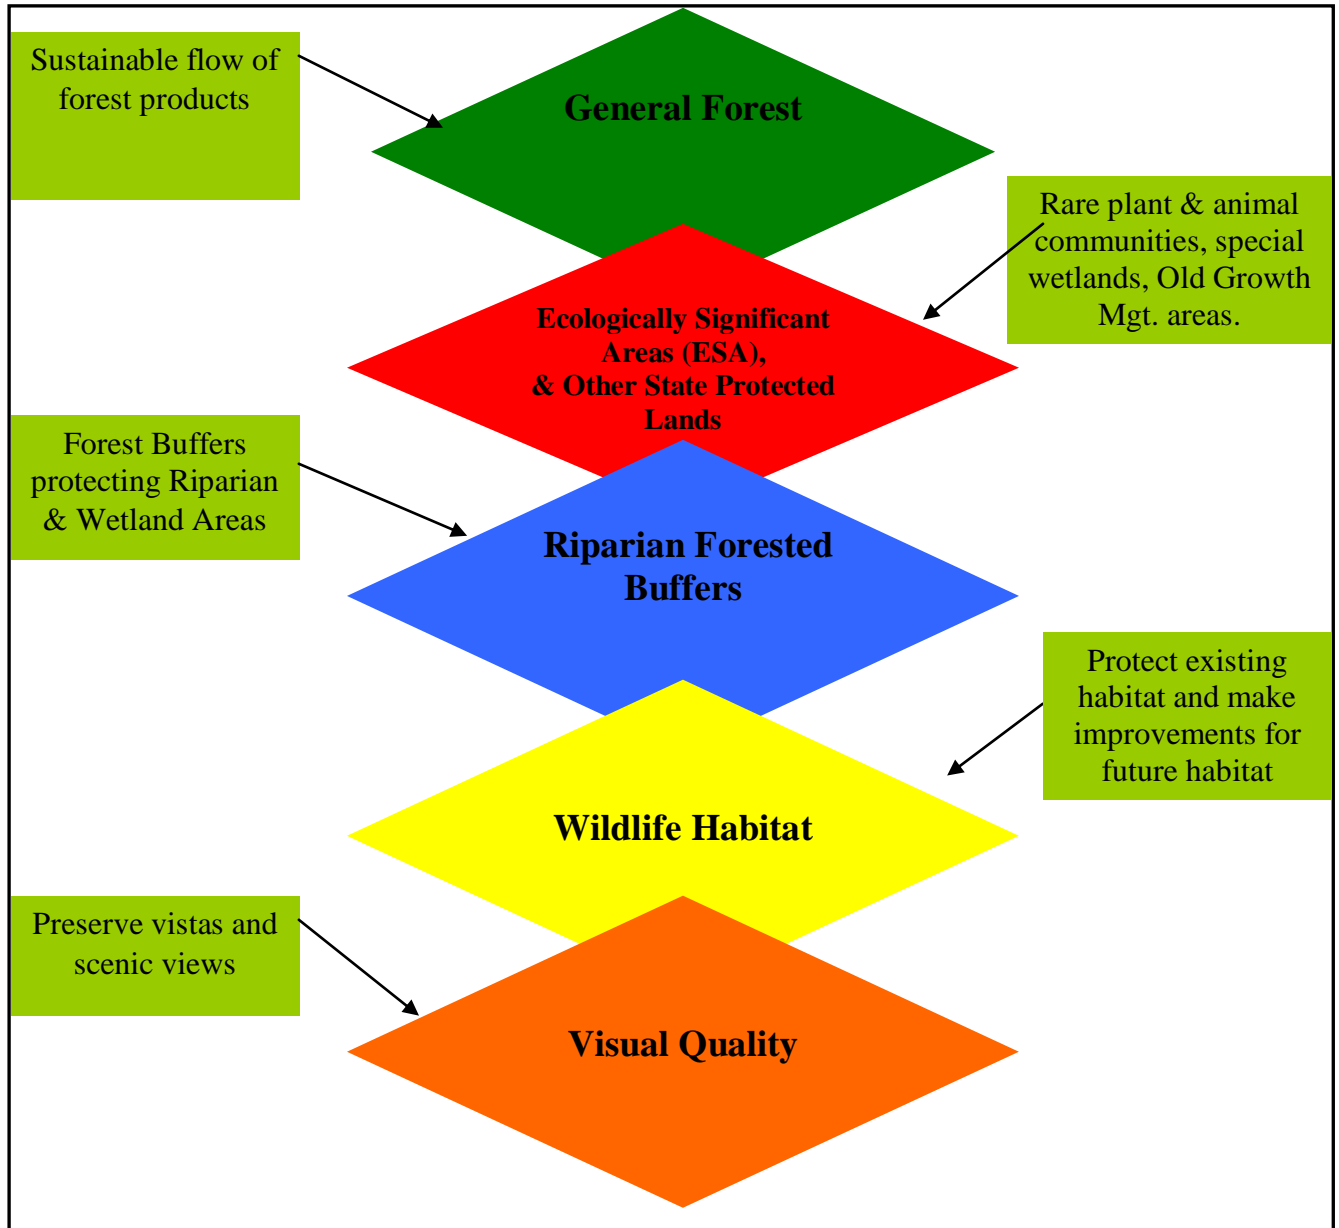 Sustainable flow of
forest products
General Forest
Rare plant & animal
communities, special
wetlands, Old Growth
Mgt. areas.
Ecologically Significant
Areas (ESA),
& Other State Protected
Lands
Forest Buffers
protecting Riparian
& Wetland Areas
Riparian Forested
Buffers
Protect existing
habitat and make
improvements for
future habitat
Wildlife Habitat
Preserve vistas and
scenic views
Visual Quality